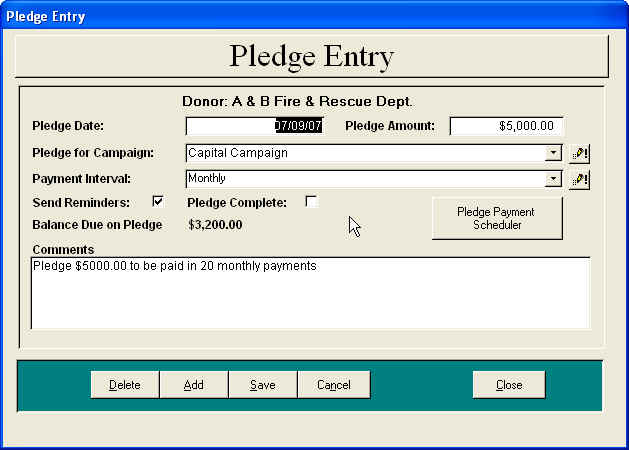 Pledge Entry
Pledge Entry
Donor: A & B Fire & Rescue Dept.
Pledge Date: 07/09/07 Pledge Amount: $5,000.00
Pledge for Campaign: Capital Campaign
Payment Interval: Monthly
Send Reminders: Pledge Complete:
Balance Due on Pledge $3,200.00
Pledge Payment
Scheduler
Comments
Pledge $5000.00 to be paid in 20 monthly payments
Delete Add Save Cancel Close